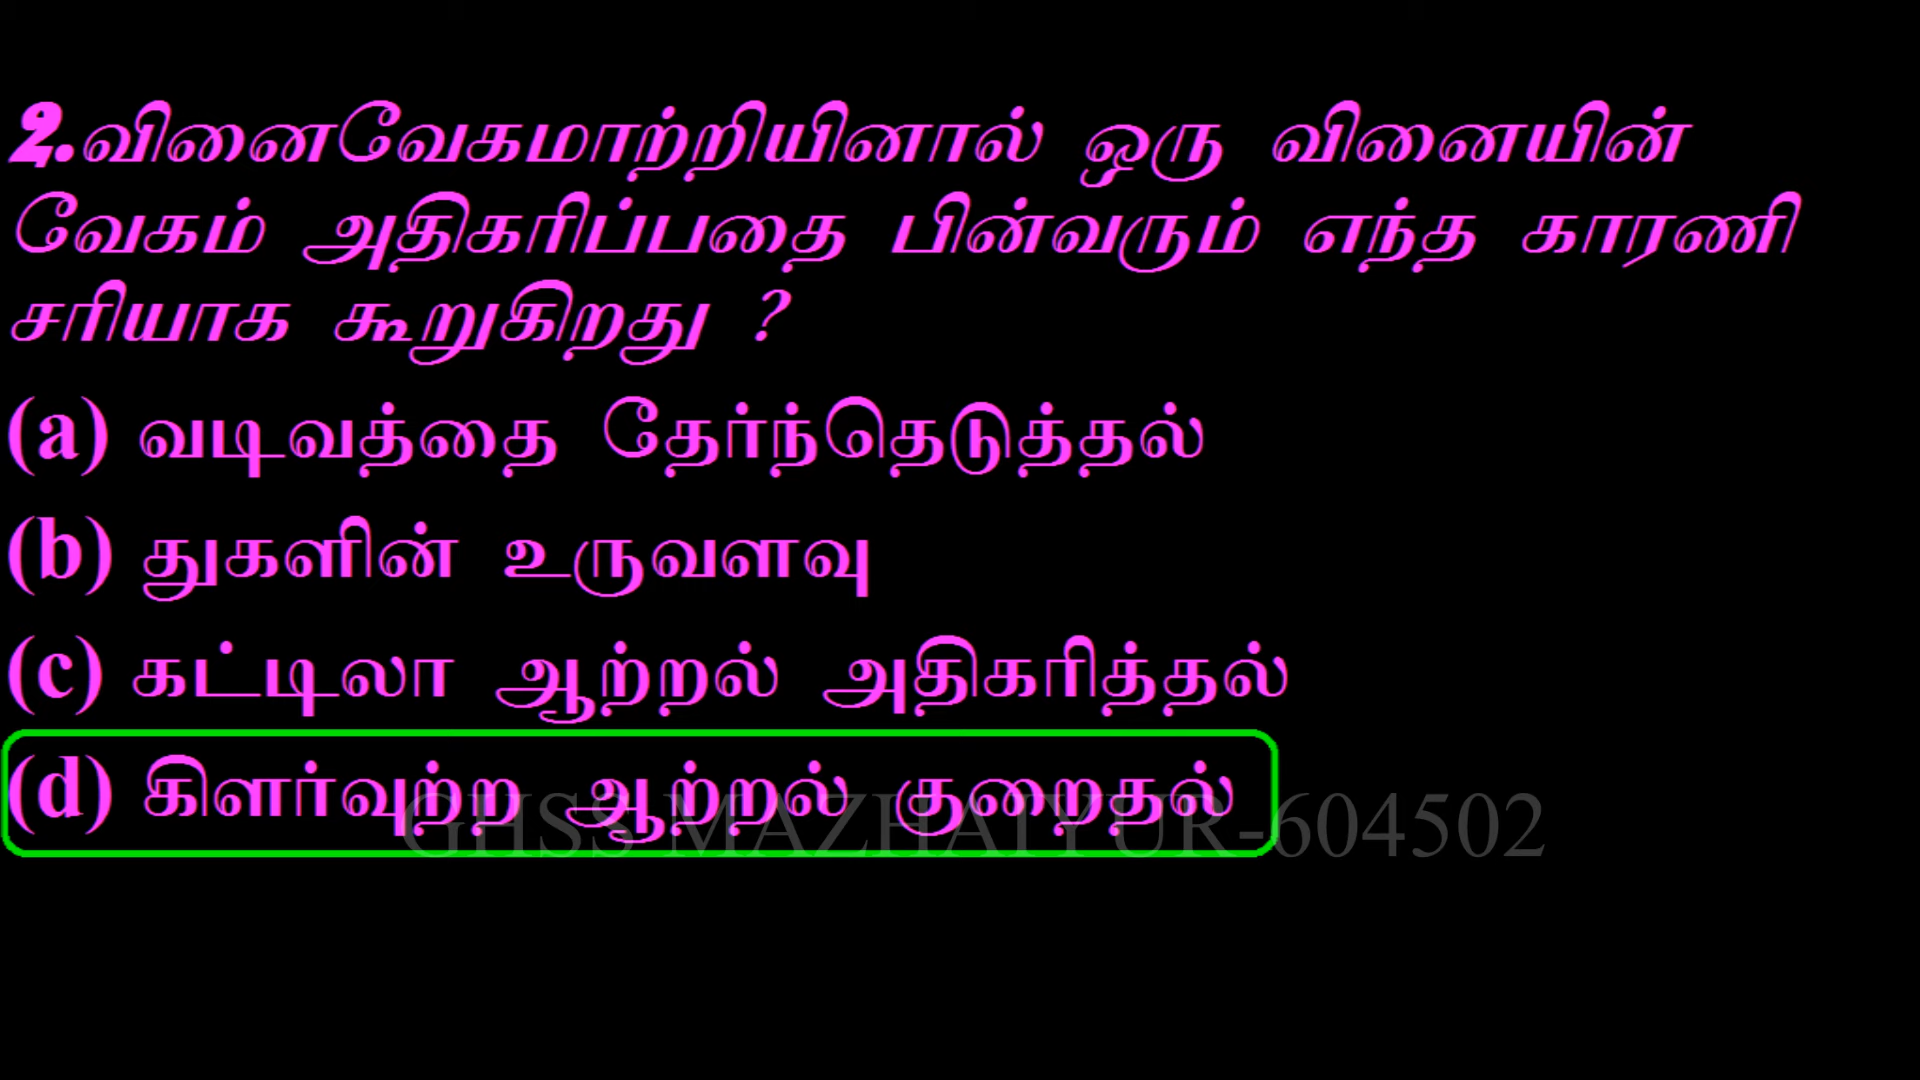 2.வினைவேகமாற்றியினால் ஒரு வினையின்
வேகம் அதிகரிப்பதை பின்வரும் எந்த காரணி
சரியாக கூறுகிறது ?
(a) வடிவத்தை தேர்ந்தெடுத்தல்
(b) துகளின் உருவளவு
(c) கட்டிலா ஆற்றல் அதிகரித்தல்
(d) கிளர்வுற்ற ஆற்றல் குறைதல்
GHSS MAZHAIYUR-604502